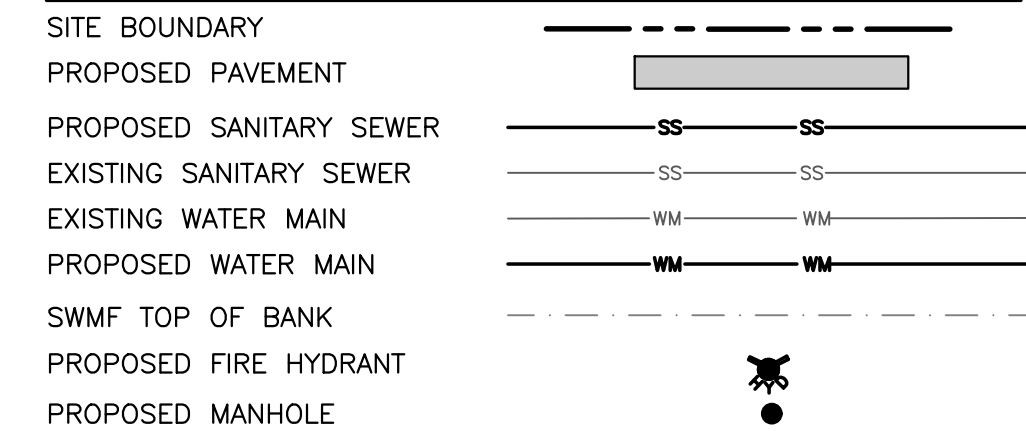 SITE BOUNDARY
PROPOSED PAVEMENT
PROPOSED SANITARY SEWER SS SS
EXISTING SANITARY SEWER SS SS
EXISTING WATER MAIN WM WM
PROPOSED WATER MAIN WM WM
SWMF TOP OF BANK
PROPOSED FIRE HYDRANT
PROPOSED MANHOLE